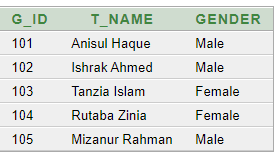 G_ID T_NAME GENDER
101 Anisul Haque Male
102 Ishrak Ahmed Male
103 Tanzia Islam Female
104 Rutaba Zinia Female
105 Mizanur Rahman Male